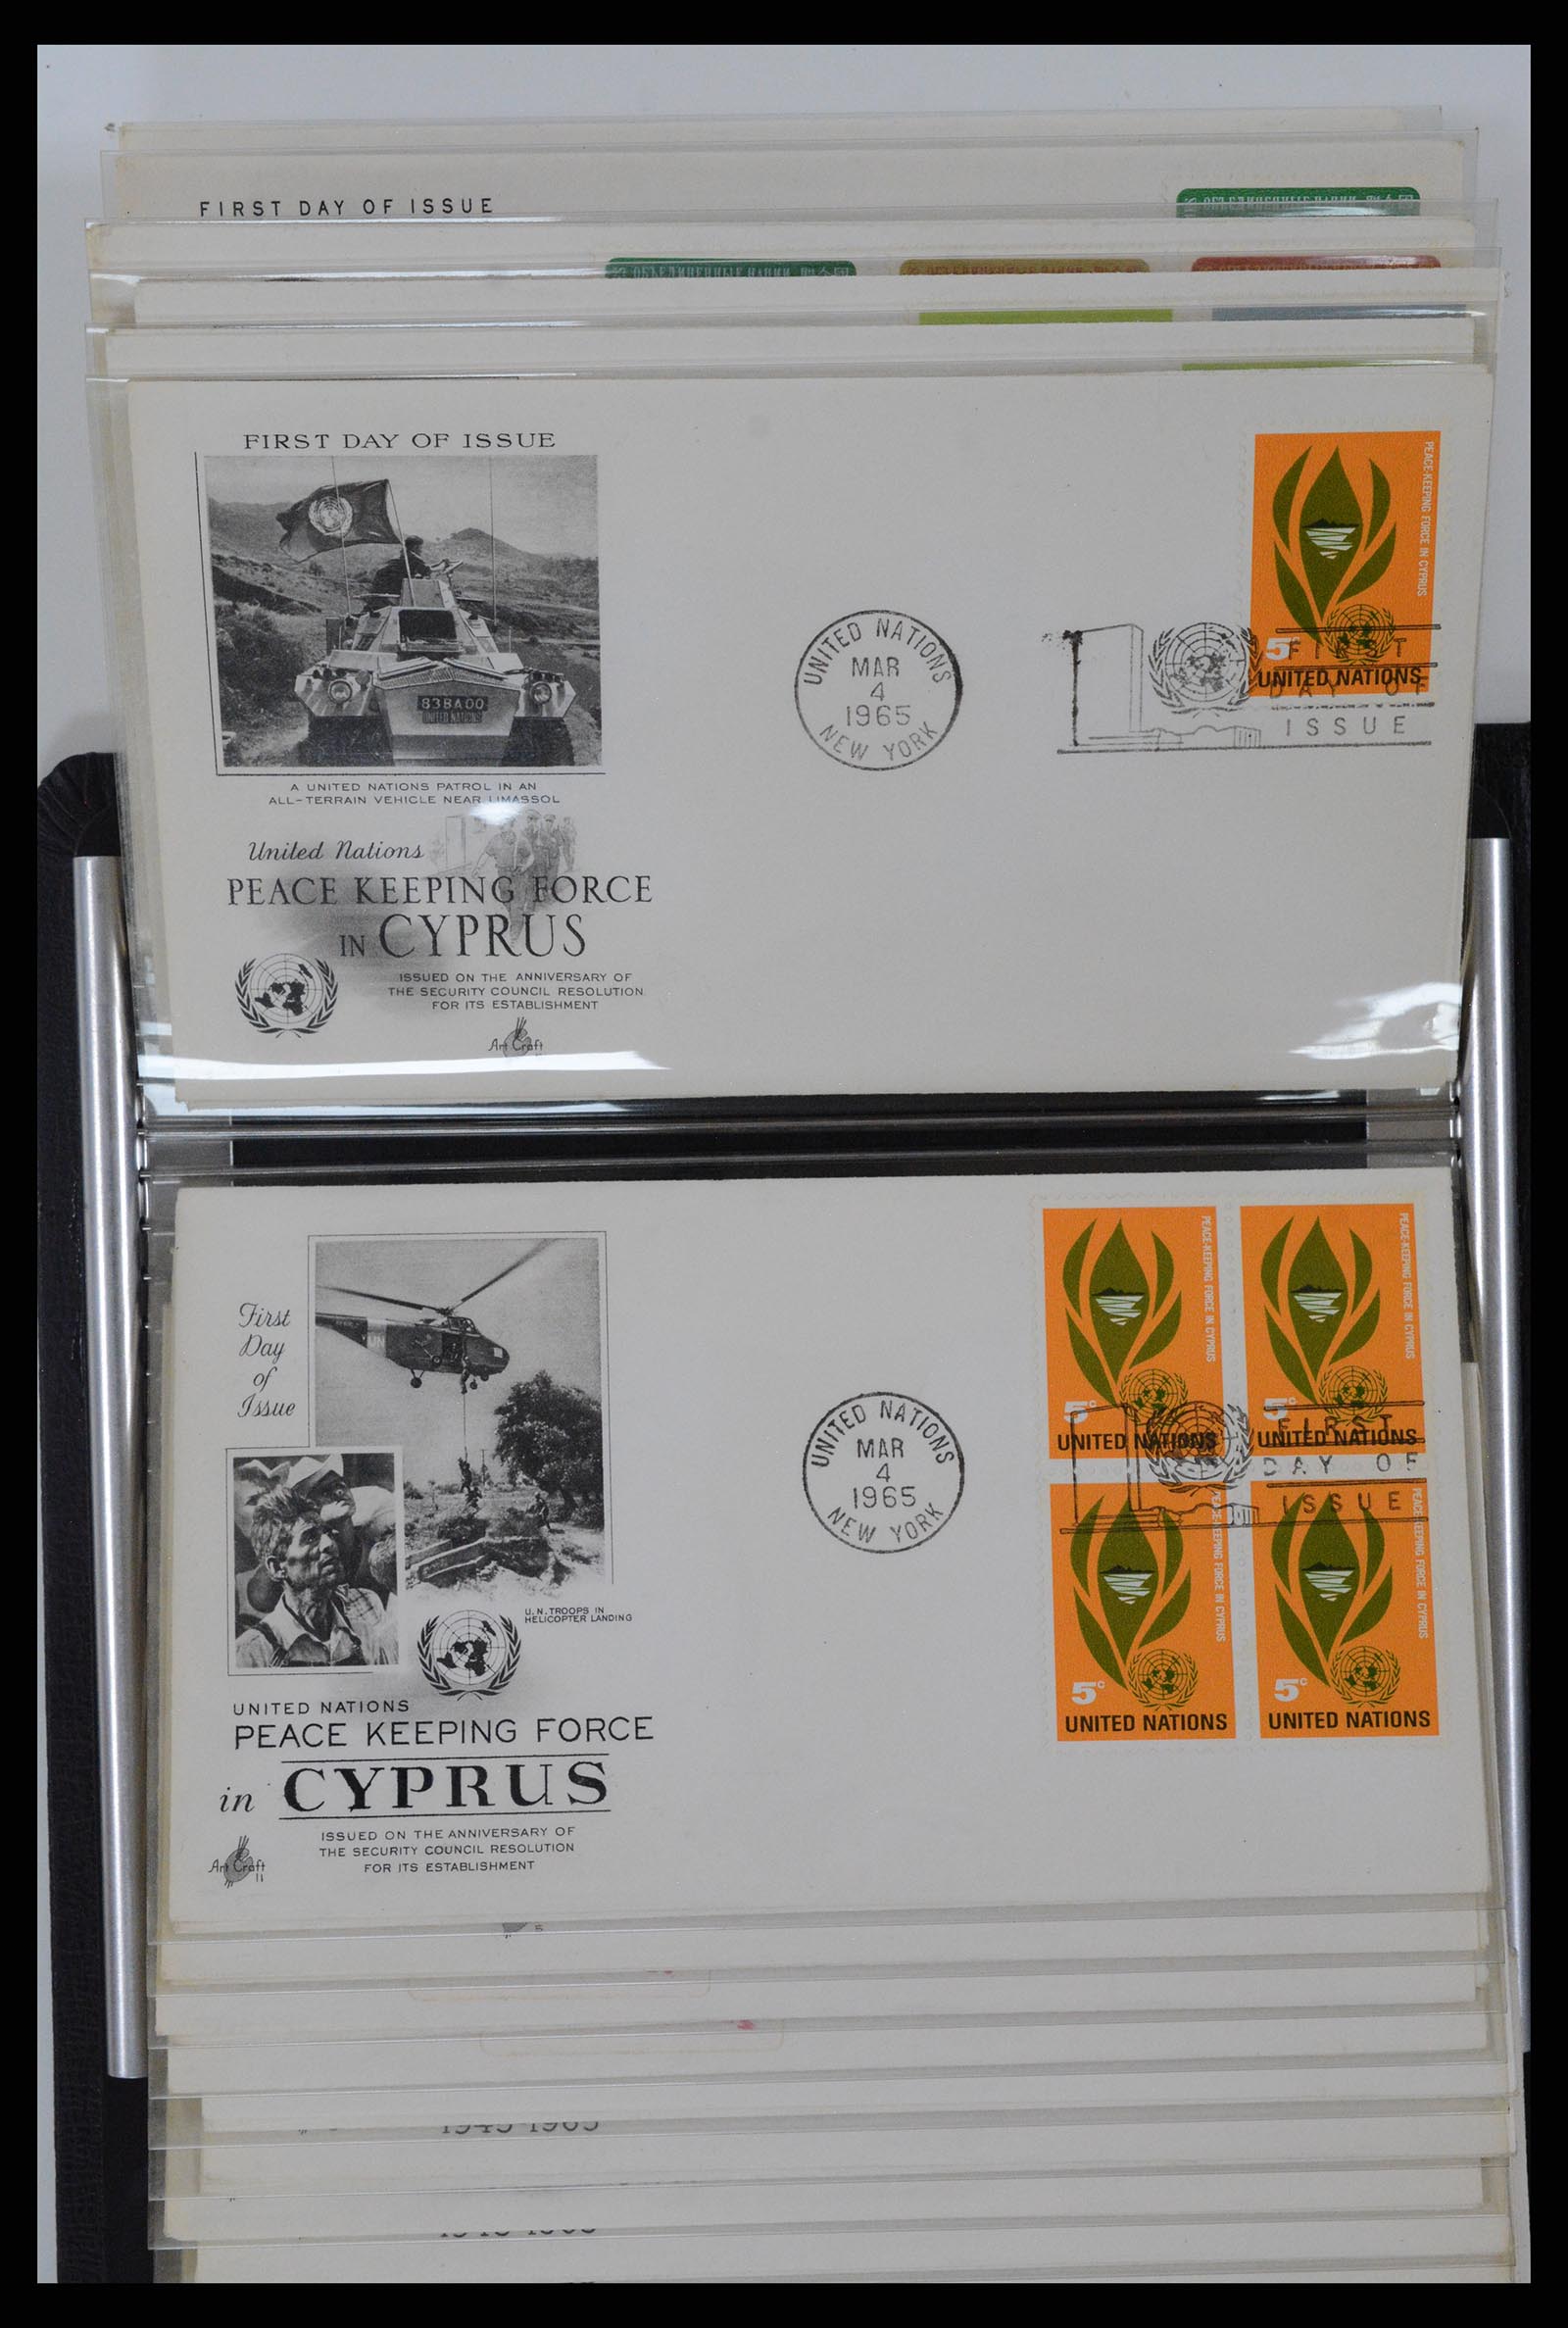 FIRST DAY OF ISSUE
FIRST DAY OF ISSUE
83BA00
UNITED NATIONS
A UNITED NATIONS PATROL IN AN
ALL-TERRAIN VEHICLE NEAR LIMASSOL
United Nations
PEACE KEEPING FORCE
IN CYPRUS
ISSUED ON THE ANNIVERSARY OF
THE SECURITY COUNCIL RESOLUTION
FOR ITS ESTABLISHMENT
Art Craft
UNITED NATIONS
MAR
4
1965
NEW YORK
PEACE-KEEPING FORCE IN CYPRUS
5c
UNITED NATIONS
FIRST
DAY OF
ISSUE
First
Day
of
Issue
UN
U.N. TROOPS IN
HELICOPTER LANDING
UNITED NATIONS
PEACE KEEPING FORCE
in CYPRUS
ISSUED ON THE ANNIVERSARY OF
THE SECURITY COUNCIL RESOLUTION
FOR ITS ESTABLISHMENT
Art Craft
UNITED NATIONS
MAR
4
1965
NEW YORK
PEACE-KEEPING FORCE IN CYPRUS
5c
UNITED NATIONS
PEACE-KEEPING FORCE IN CYPRUS
5c
UNITED NATIONS
FIRST
DAY OF
ISSUE
PEACE-KEEPING FORCE IN CYPRUS
5c
UNITED NATIONS
PEACE-KEEPING FORCE IN CYPRUS
5c
UNITED NATIONS
1945-1965